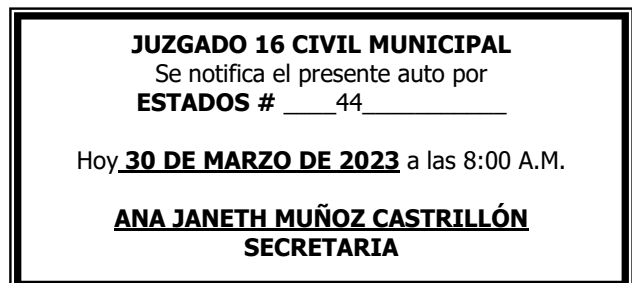 JUZGADO 16 CIVIL MUNICIPAL
Se notifica el presente auto por
ESTADOS # ____44___________
Hoy 30 DE MARZO DE 2023 a las 8:00 A.M.
ANA JANETH MUÑOZ CASTRILLÓN
SECRETARIA